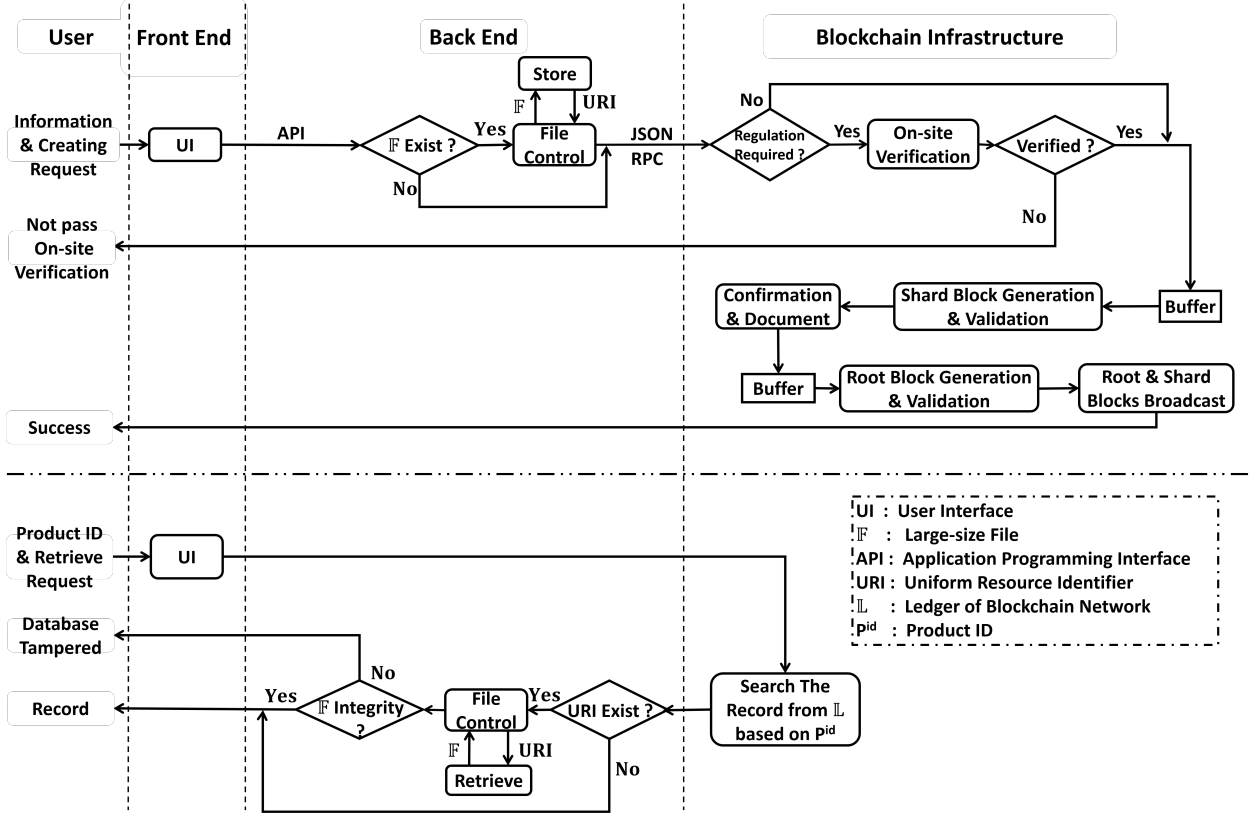 User
Front End
Back End
Blockchain Infrastructure
Store
𝔽
URI
Information
& Creating
Request
UI
API
𝔽 Exist ?
Yes
No
File
Control
JSON
RPC
No
Regulation
Required ?
Yes
On-site
Verification
Verified ?
Yes
No
Not pass
On-site
Verification
Confirmation
& Document
Shard Block Generation
& Validation
Buffer
Buffer
Root Block Generation
& Validation
Root & Shard
Blocks Broadcast
Success
UI : User Interface
𝔽 : Large-size File
API : Application Programming Interface
URI : Uniform Resource Identifier
𝕃 : Ledger of Blockchain Network
Pⁱᵈ : Product ID
Product ID
& Retrieve
Request
UI
Database
Tampered
No
Record
Yes
𝔽 Integrity
?
File
Control
Yes
URI Exist ?
Search The
Record from 𝕃
based on Pⁱᵈ
𝔽
URI
Retrieve
No